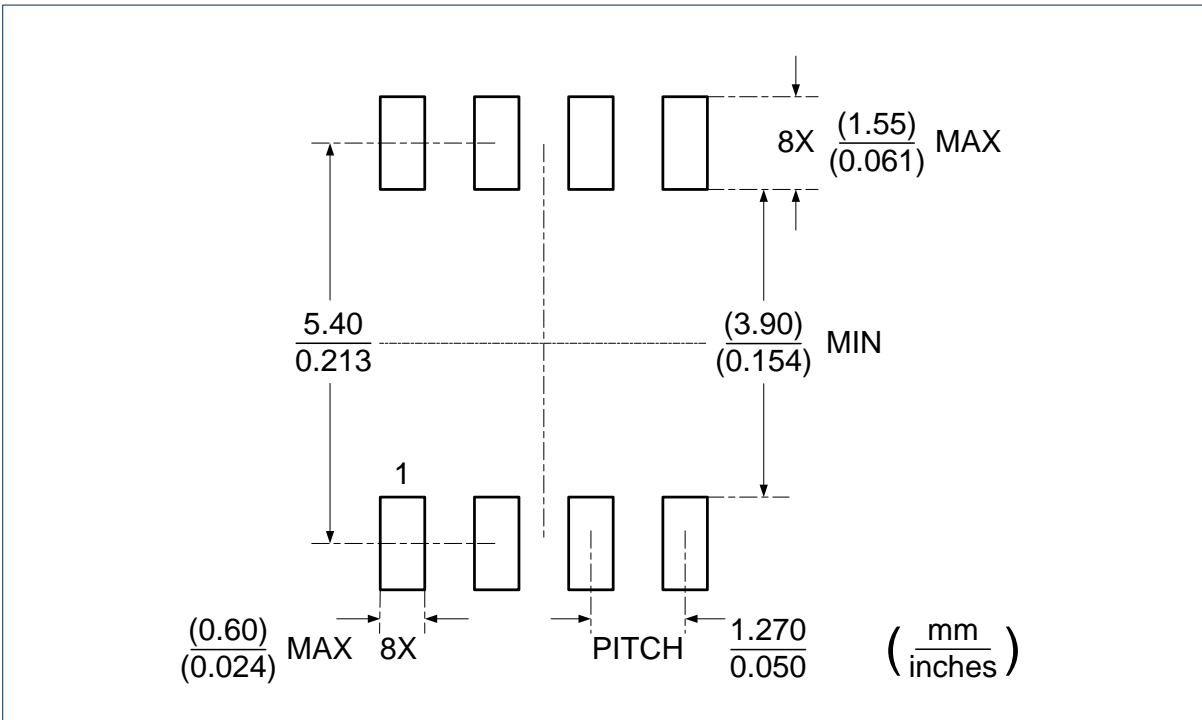 8X (1.55) MAX
(0.061)
5.40
0.213
(3.90) MIN
(0.154)
1
(0.60) MAX 8X
(0.024)
PITCH 1.270
0.050
( mm
inches )